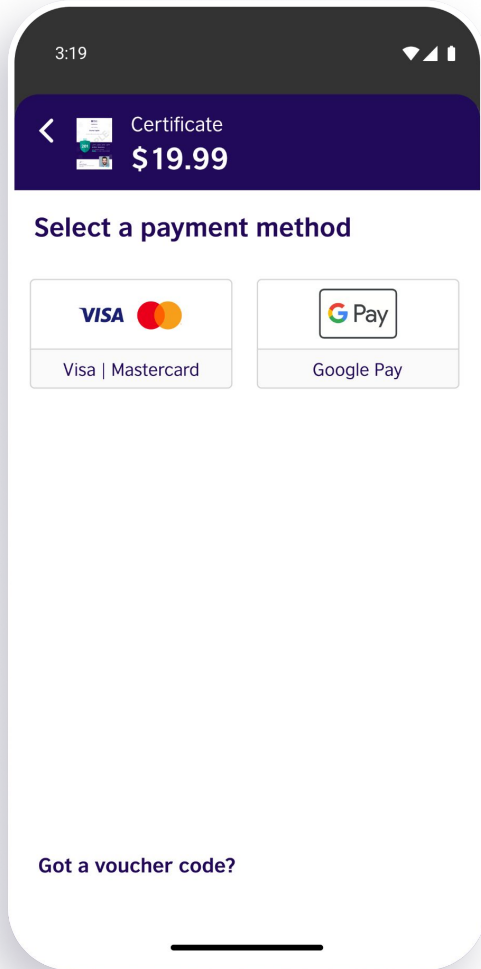 3:19
Certificate
$19.99
Select a payment method
VISA
G Pay
Visa | Mastercard
Google Pay
Got a voucher code?